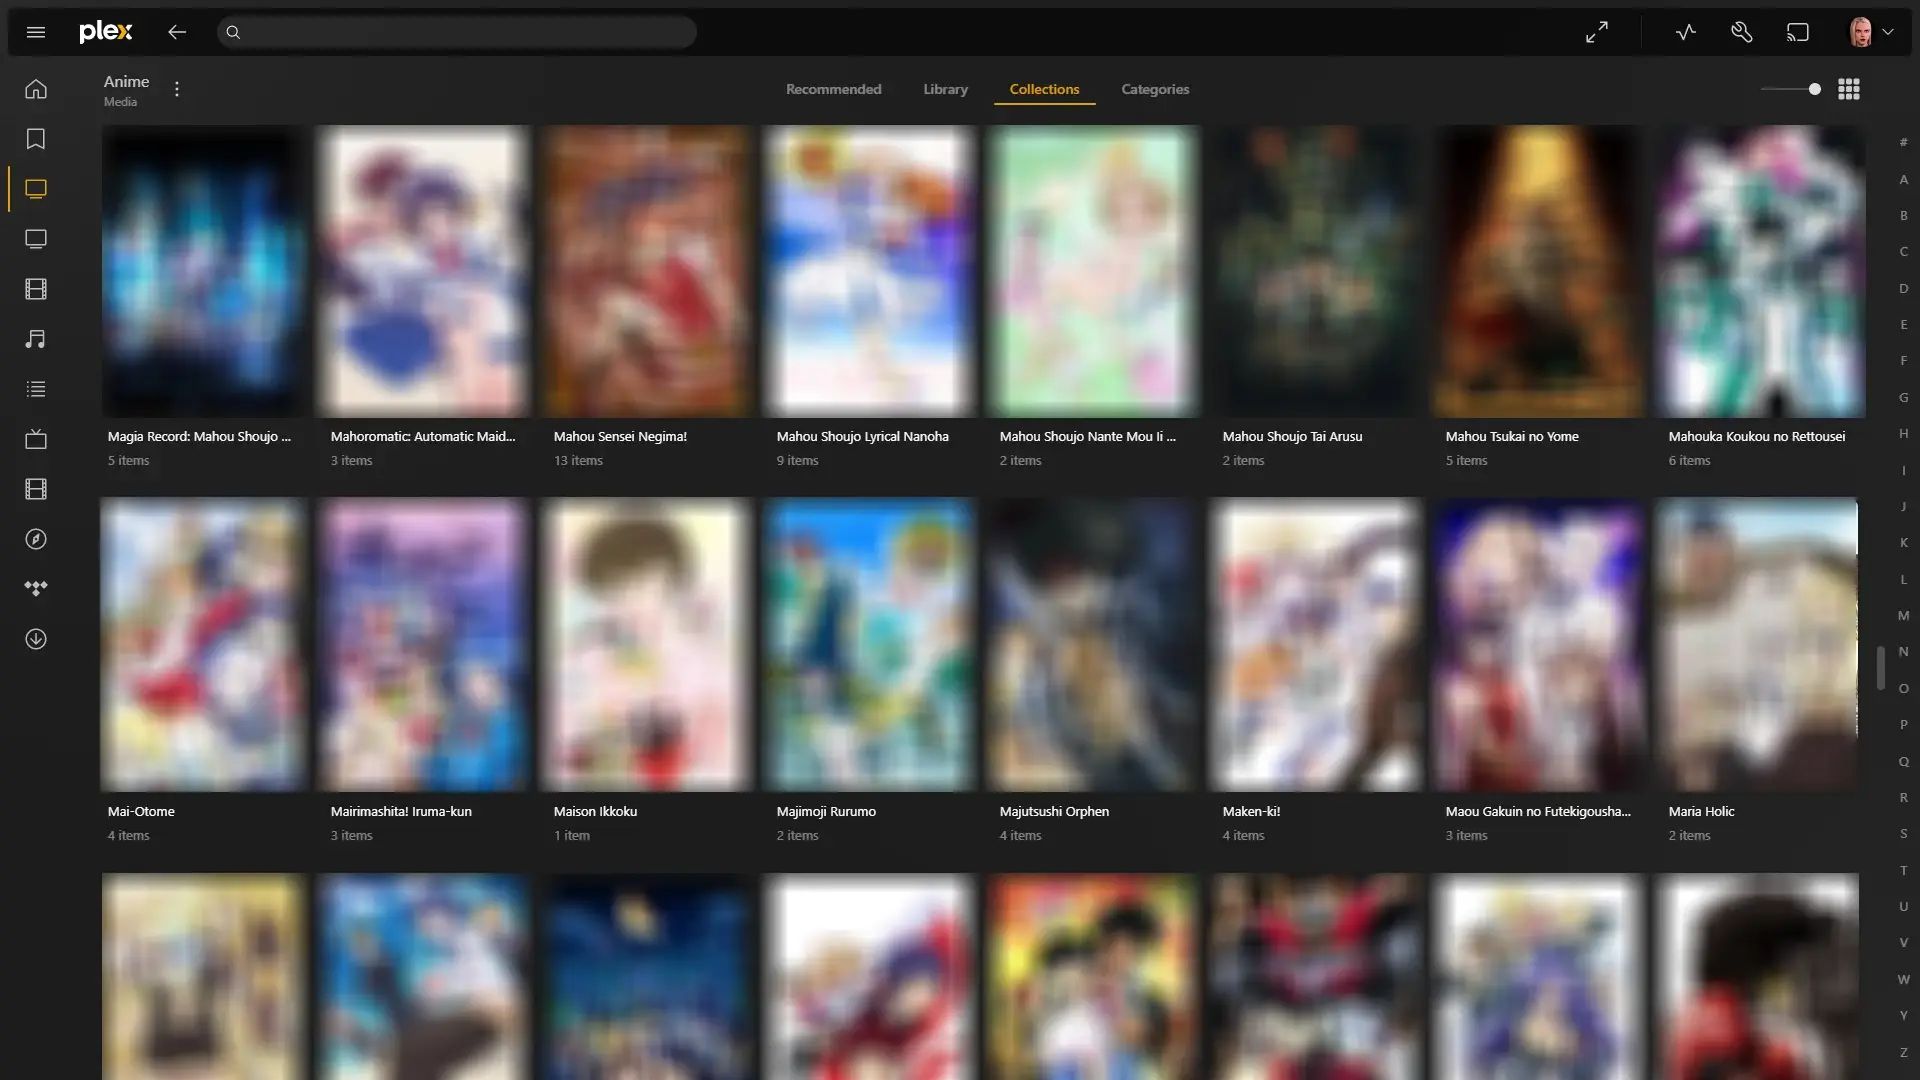 plex
Anime
Media
Recommended
Library
Collections
Categories
Magia Record: Mahou Shoujo ...
5 items
Mahoromatic: Automatic Maid...
3 items
Mahou Sensei Negima!
13 items
Mahou Shoujo Lyrical Nanoha
9 items
Mahou Shoujo Nante Mou Ii ...
2 items
Mahou Shoujo Tai Arusu
2 items
Mahou Tsukai no Yome
5 items
Mahouka Koukou no Rettousei
6 items
Mai-Otome
4 items
Mairimashita! Iruma-kun
3 items
Maison Ikkoku
1 item
Majimoji Rurumo
2 items
Majutsushi Orphen
4 items
Maken-ki!
4 items
Maou Gakuin no Futekigousha...
3 items
Maria Holic
2 items
#
A
B
C
D
E
F
G
H
I
J
K
L
M
N
O
P
Q
R
S
T
U
V
W
Y
Z